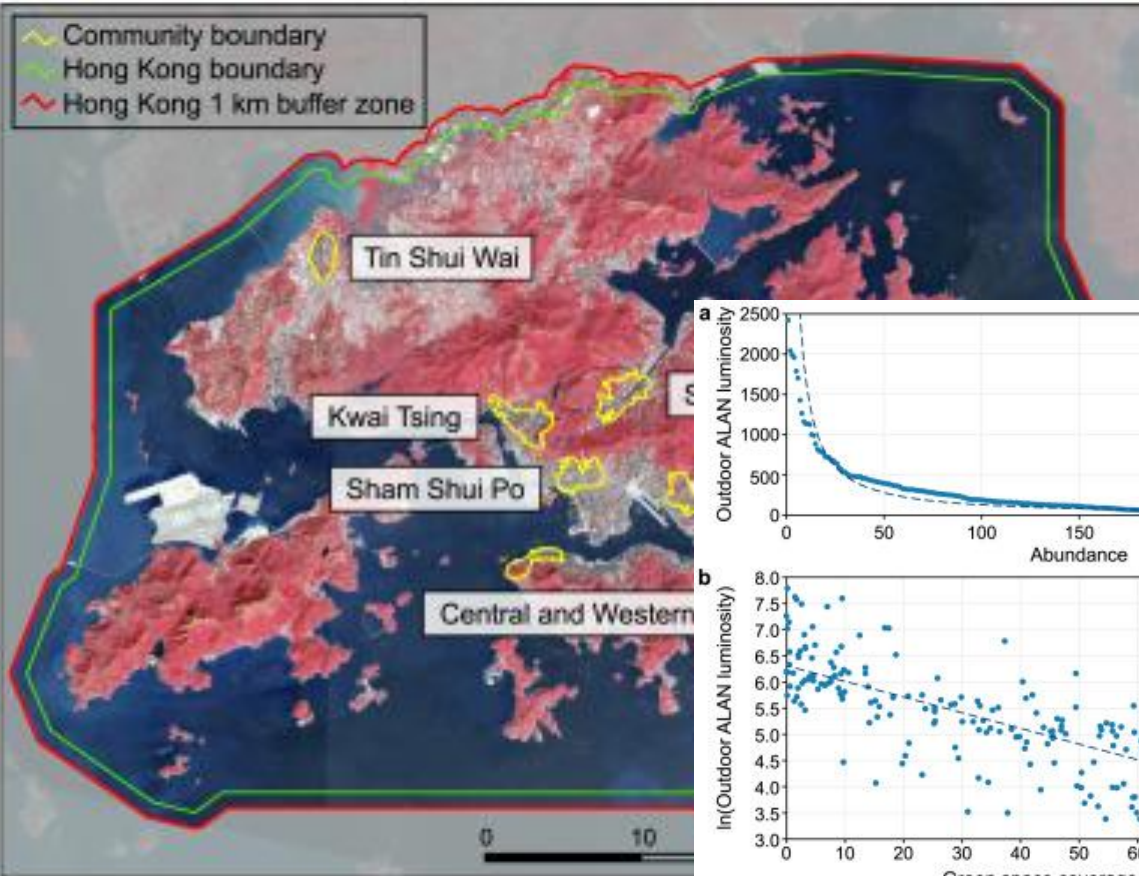 Community boundary
Hong Kong boundary
Hong Kong 1 km buffer zone
Tin Shui Wai
Kwai Tsing
S
Sham Shui Po
Central and Western
0 10
a
Outdoor ALAN luminosity
2500
2000
1500
1000
500
0
0 50 100 150
Abundance
b
ln(Outdoor ALAN luminosity)
8.0
7.5
7.0
6.5
6.0
5.5
5.0
4.5
4.0
3.5
3.0
0 10 20 30 40 50